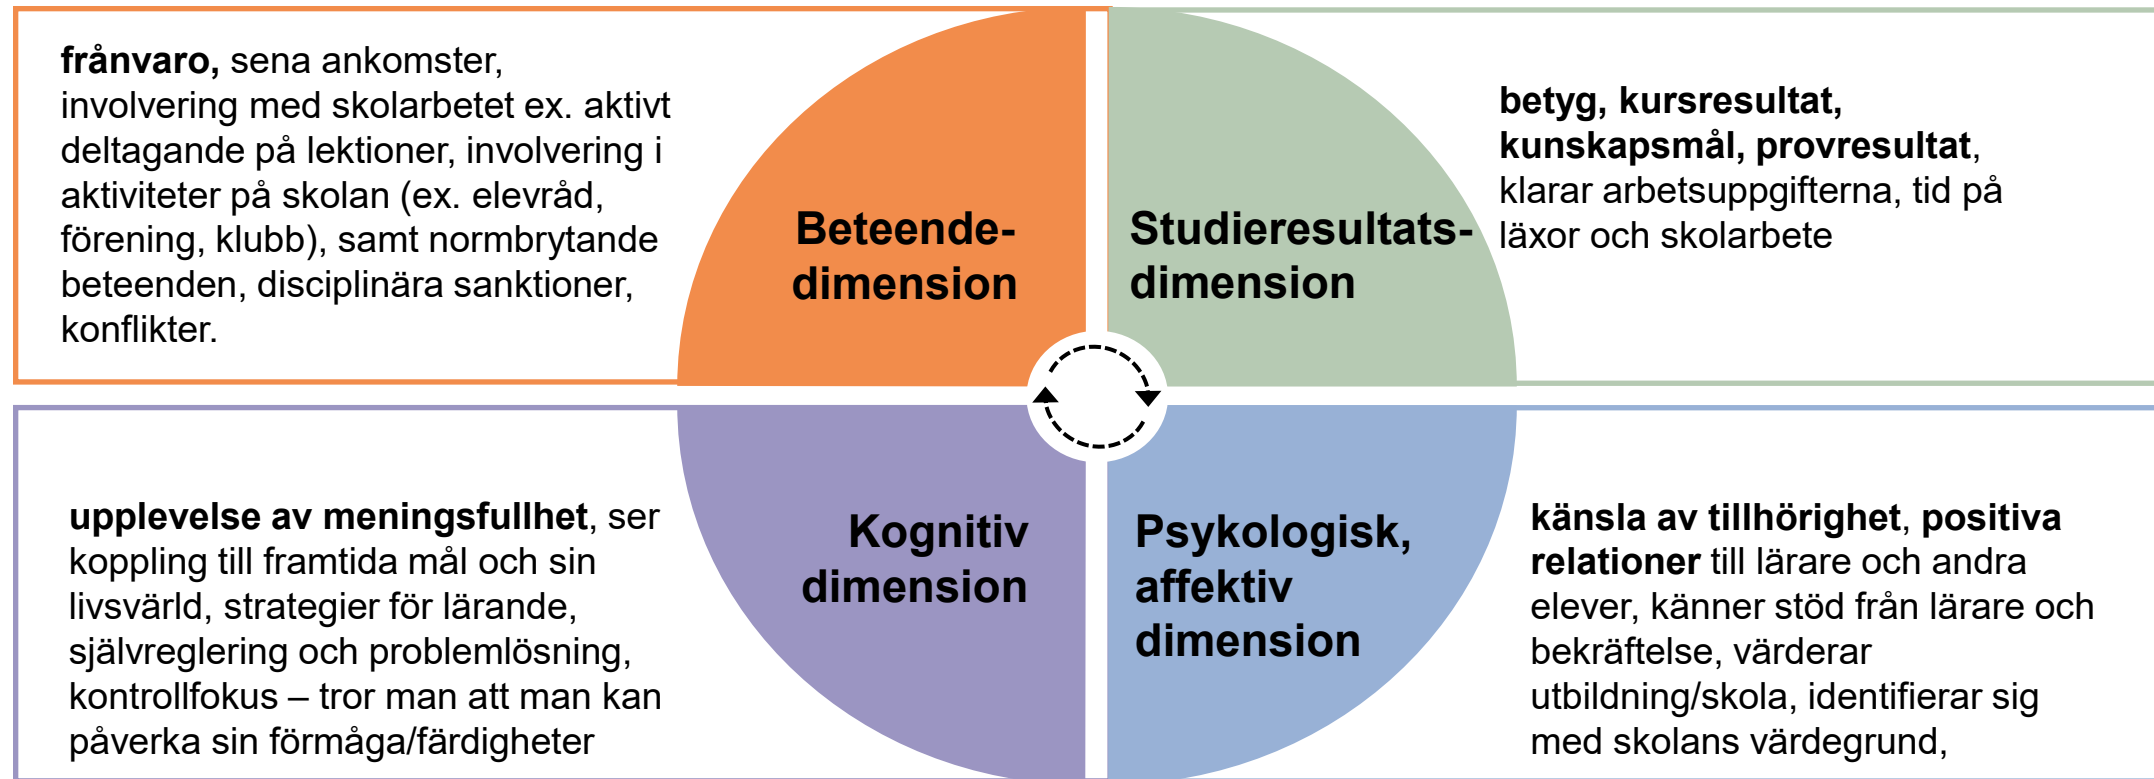 frånvaro, sena ankomster,
involvering med skolarbetet ex. aktivt
deltagande på lektioner, involvering i
aktiviteter på skolan (ex. elevråd,
förening, klubb), samt normbrytande
beteenden, disciplinära sanktioner,
konflikter.
Beteende-
dimension
Studieresultats-
dimension
betyg, kursresultat,
kunskapsmål, provresultat,
klarar arbetsuppgifterna, tid på
läxor och skolarbete
upplevelse av meningsfullhet, ser
koppling till framtida mål och sin
livsvärld, strategier för lärande,
självreglering och problemlösning,
kontrollfokus – tror man att man kan
påverka sin förmåga/färdigheter
Kognitiv
dimension
Psykologisk,
affektiv
dimension
känsla av tillhörighet, positiva
relationer till lärare och andra
elever, känner stöd från lärare och
bekräftelse, värderar
utbildning/skola, identifierar sig
med skolans värdegrund,